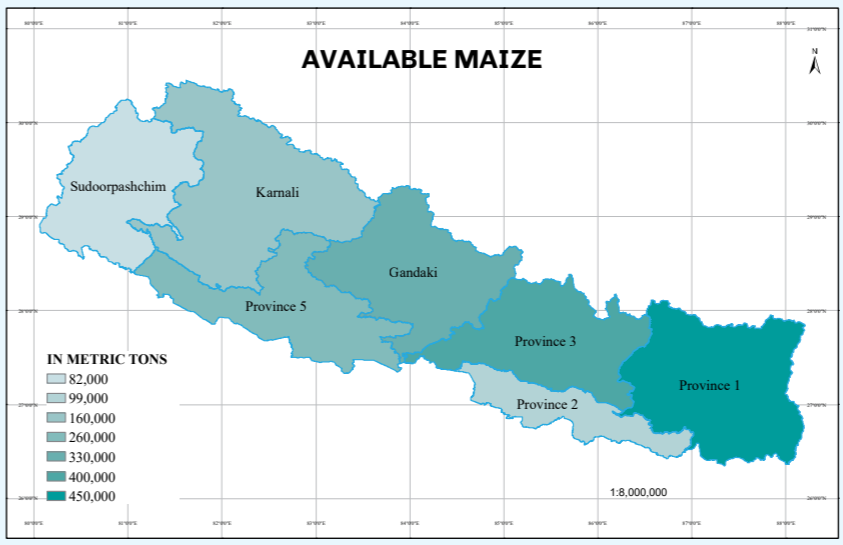 AVAILABLE MAIZE
N
Sudoorpashchim
Karnali
Gandaki
Province 5
Province 3
Province 1
Province 2
IN METRIC TONS
82,000
99,000
160,000
260,000
330,000
400,000
450,000
1:8,000,000